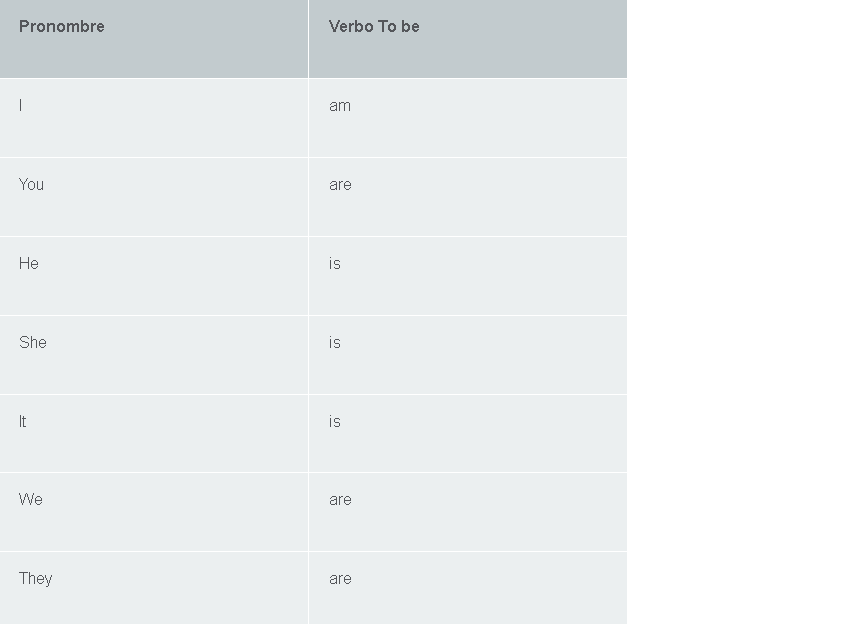 Pronombre Verbo To be
I am
You are
He is
She is
It is
We are
They are